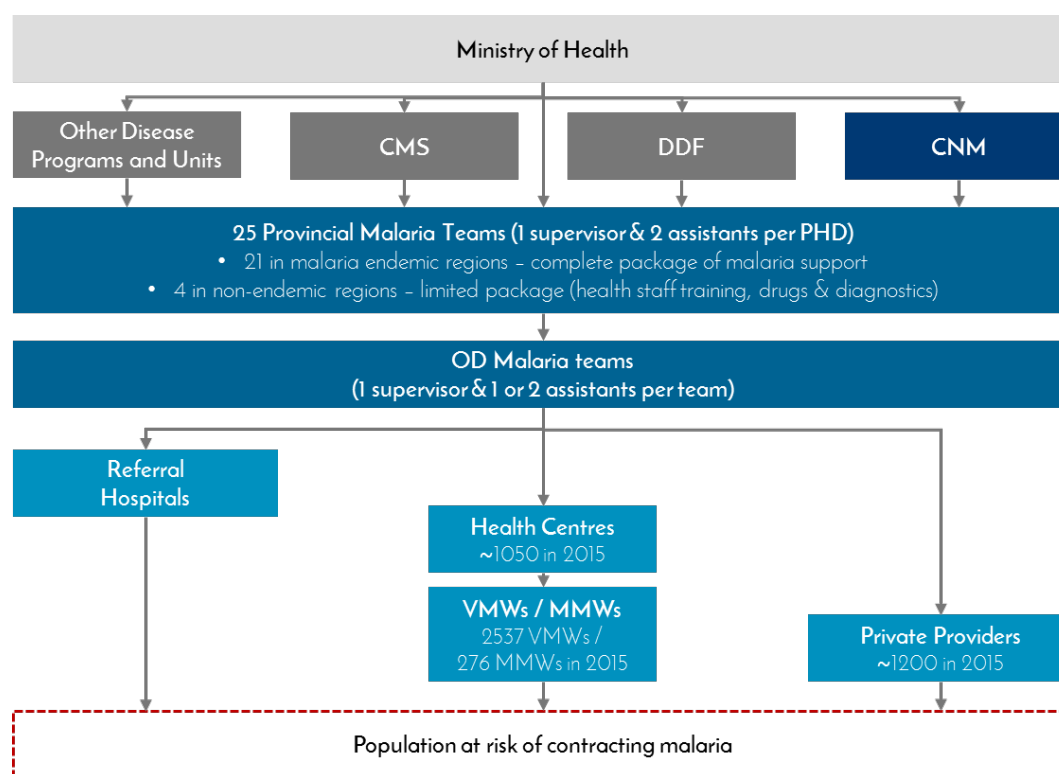 Ministry of Health
Other Disease
Programs and Units
CMS
DDF
CNM
25 Provincial Malaria Teams (1 supervisor & 2 assistants per PHD)
• 21 in malaria endemic regions – complete package of malaria support
• 4 in non-endemic regions – limited package (health staff training, drugs & diagnostics)
OD Malaria teams
(1 supervisor & 1 or 2 assistants per team)
Referral
Hospitals
Health Centres
~1050 in 2015
VMWs / MMWs
2537 VMWs /
276 MMWs in 2015
Private Providers
~1200 in 2015
Population at risk of contracting malaria